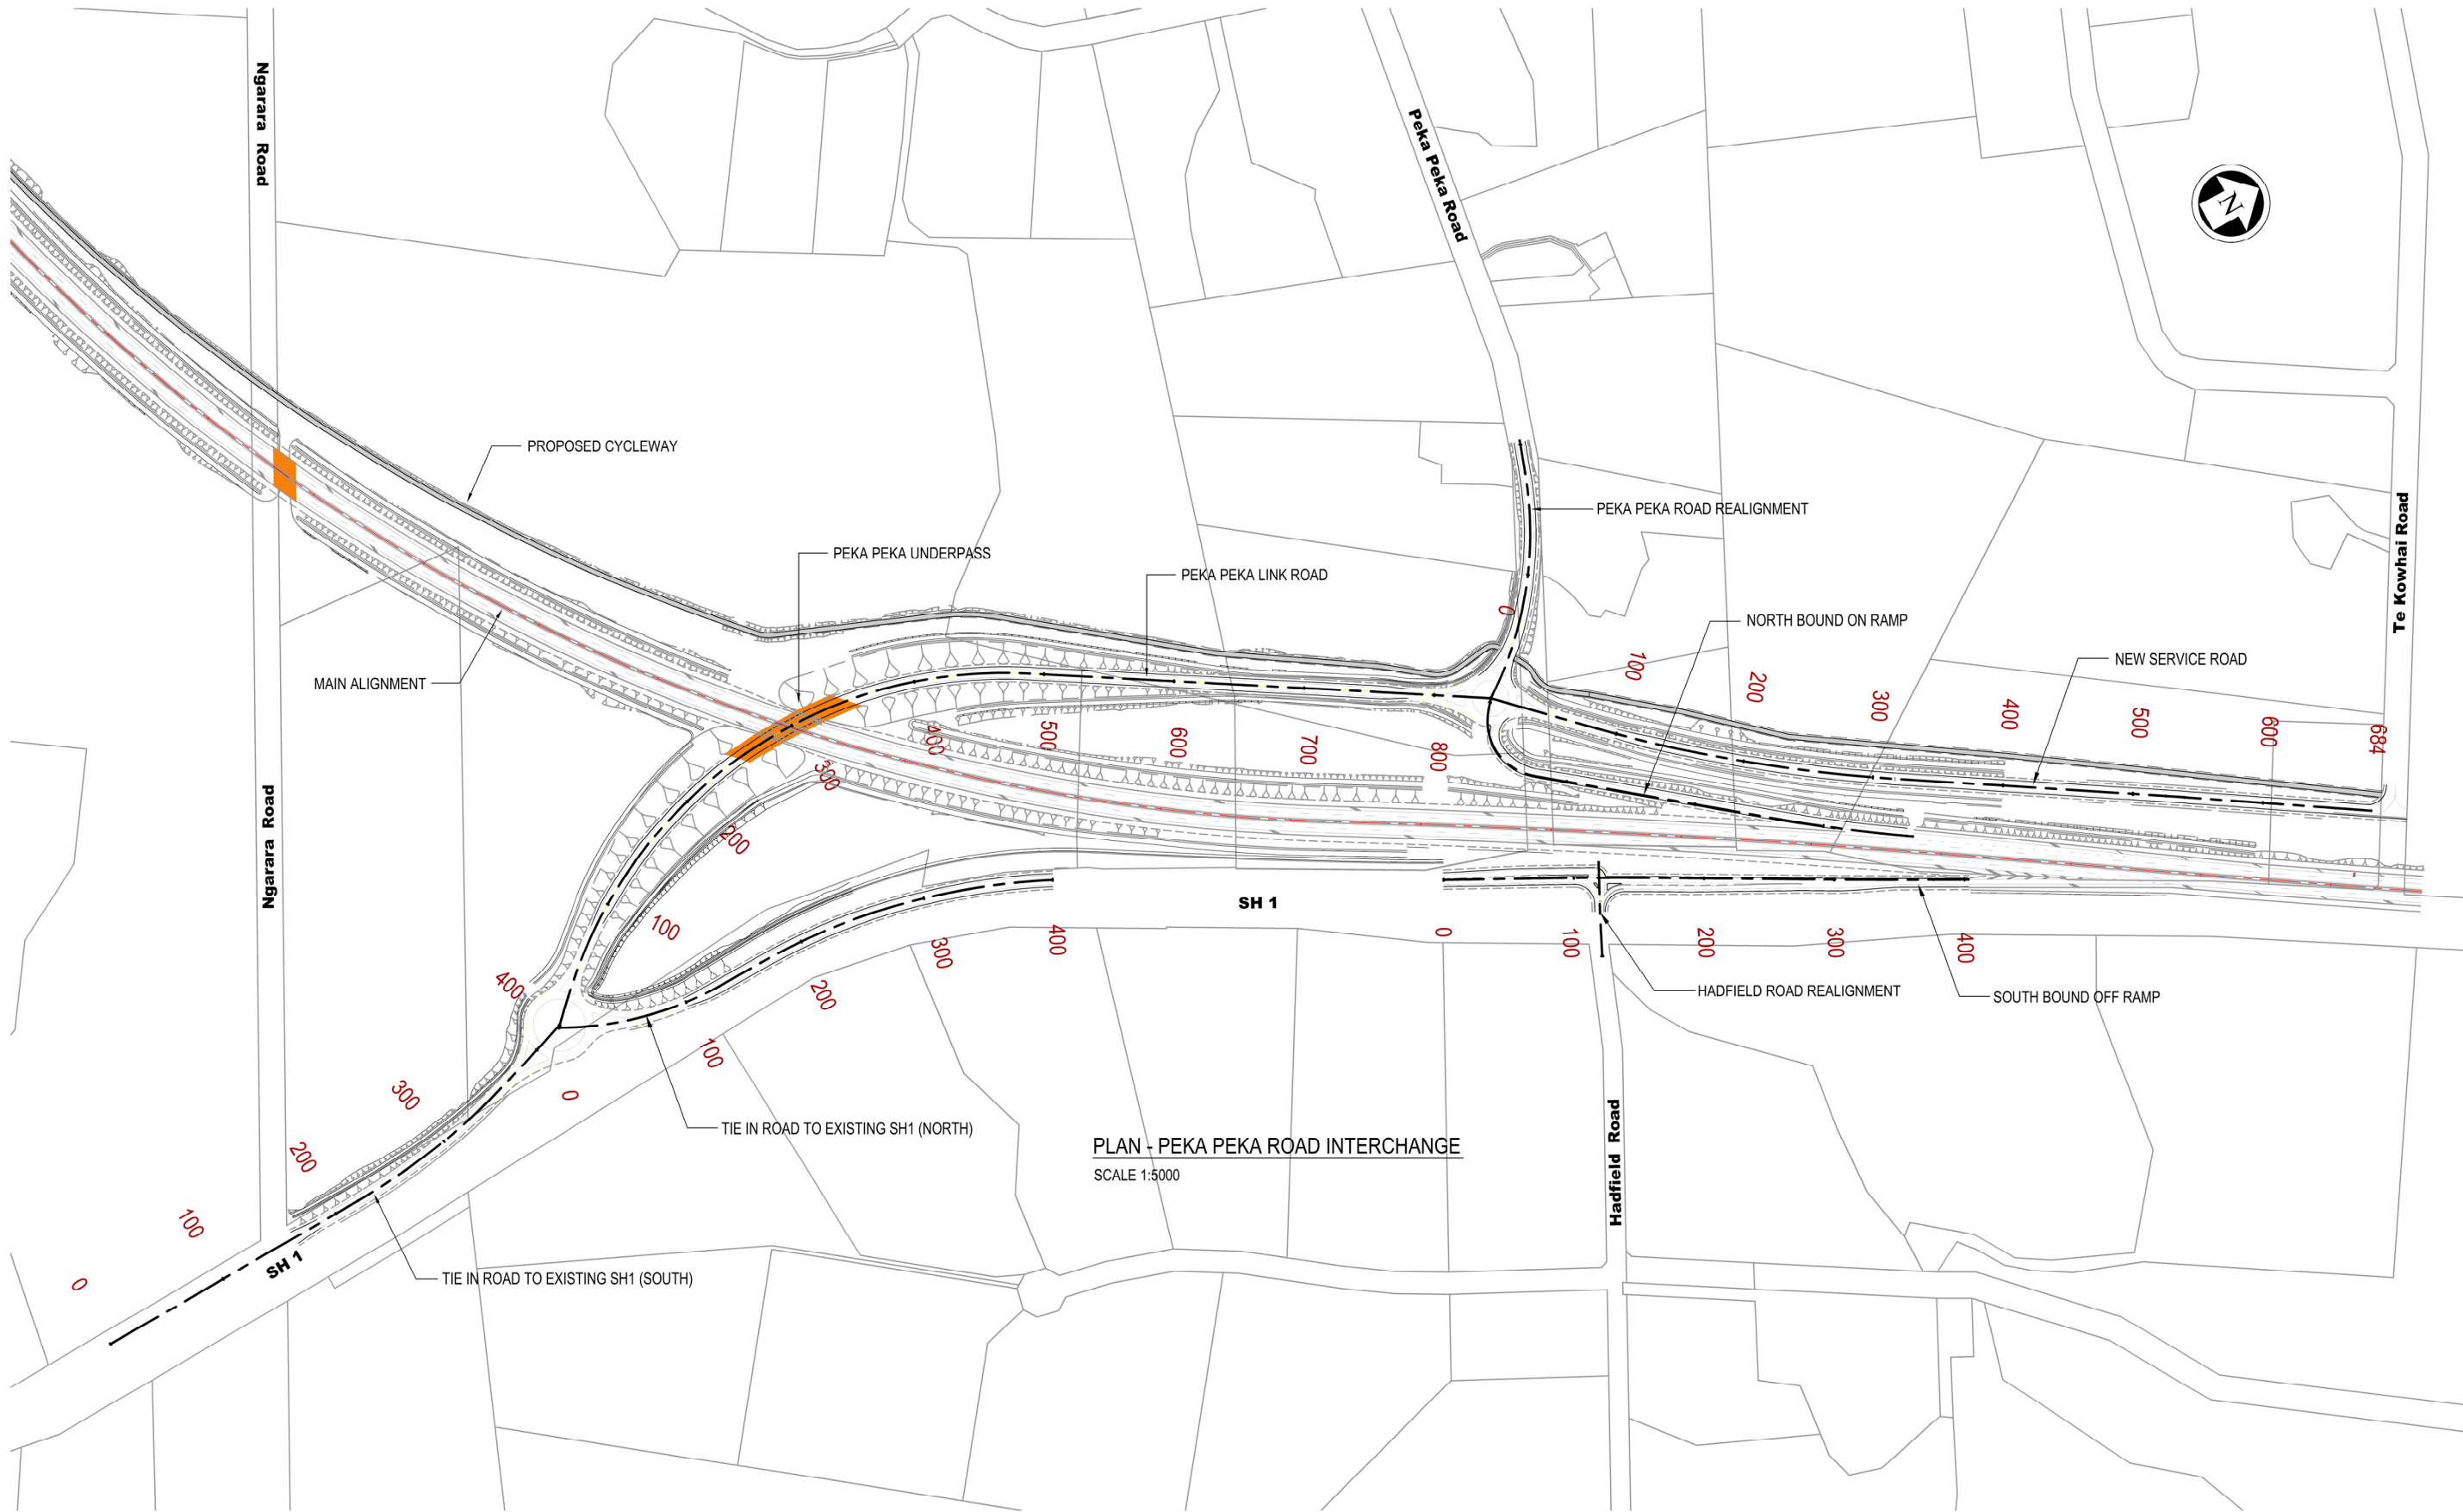 Ngarara Road
Peka Peka Road
N
PROPOSED CYCLEWAY
PEKA PEKA ROAD REALIGNMENT
PEKA PEKA UNDERPASS
PEKA PEKA LINK ROAD
Te Kowhai Road
0
NORTH BOUND ON RAMP
100
NEW SERVICE ROAD
MAIN ALIGNMENT
200
300
400
500
600
684
400
500
600
700
800
300
200
Ngarara Road
SH 1
100
300
400
0
100
200
300
400
400
200
HADFIELD ROAD REALIGNMENT
SOUTH BOUND OFF RAMP
100
300
0
TIE IN ROAD TO EXISTING SH1 (NORTH)
PLAN - PEKA PEKA ROAD INTERCHANGE
SCALE 1:5000
Hadfield Road
200
100
SH 1
0
TIE IN ROAD TO EXISTING SH1 (SOUTH)